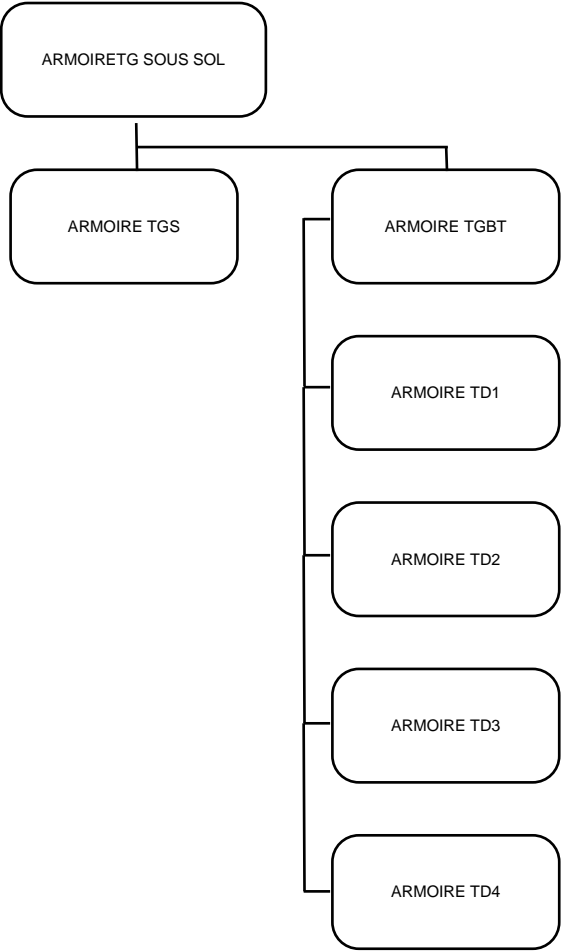 ARMOIRETG SOUS SOL
ARMOIRE TGS
ARMOIRE TGBT
ARMOIRE TD1
ARMOIRE TD2
ARMOIRE TD3
ARMOIRE TD4